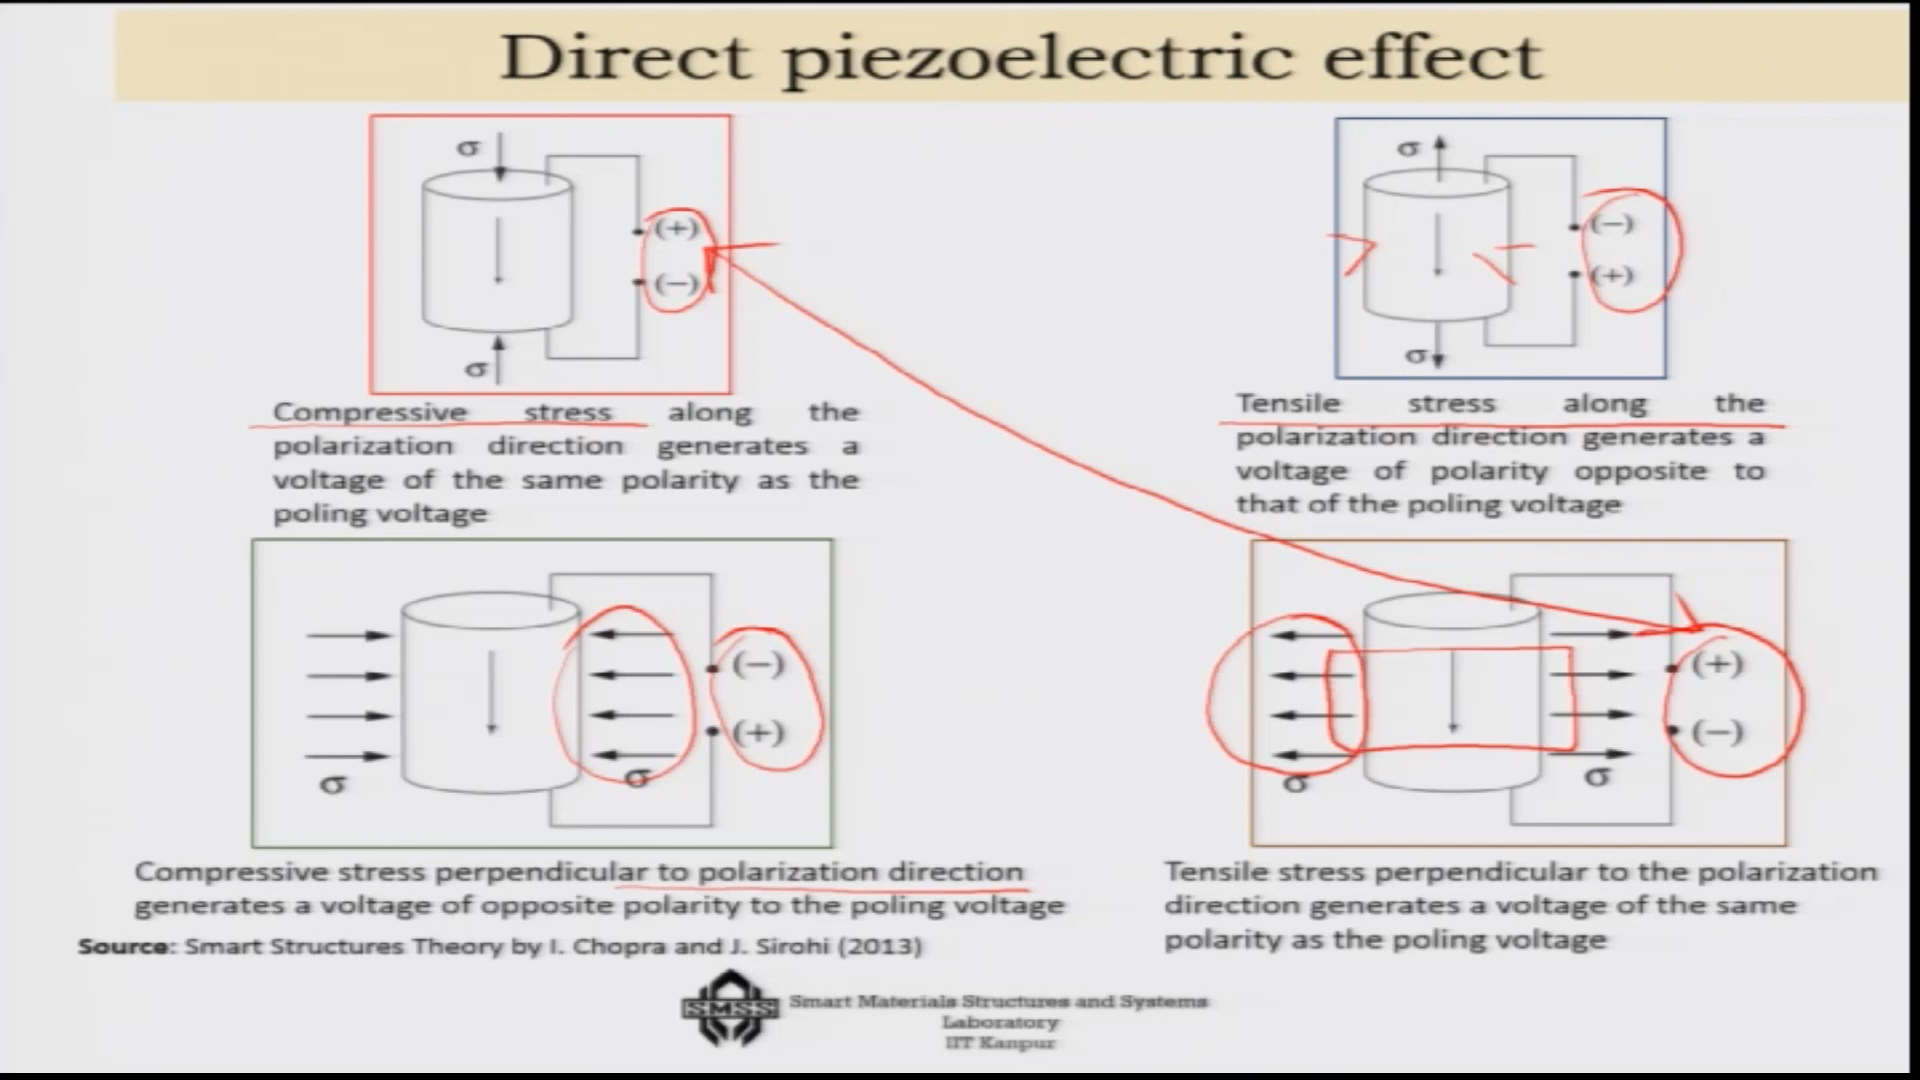 Direct piezoelectric effect
σ
(+)
(−)
σ
σ
(−)
(+)
σ
Compressive stress along the
polarization direction generates a
voltage of the same polarity as the
poling voltage
Tensile stress along the
polarization direction generates a
voltage of polarity opposite to
that of the poling voltage
(−)
(+)
σ
σ
(+)
(−)
σ
σ
Compressive stress perpendicular to polarization direction
generates a voltage of opposite polarity to the poling voltage
Tensile stress perpendicular to the polarization
direction generates a voltage of the same
polarity as the poling voltage
Source: Smart Structures Theory by I. Chopra and J. Sirohi (2013)
SMSS
Smart Materials Structures and Systems
Laboratory
IIT Kanpur